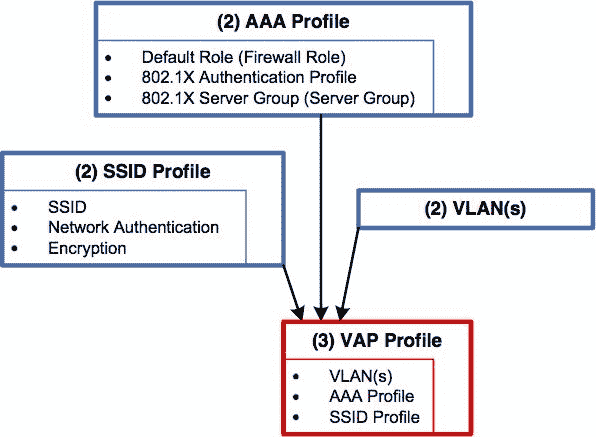 (2) AAA Profile
• Default Role (Firewall Role)
• 802.1X Authentication Profile
• 802.1X Server Group (Server Group)
(2) SSID Profile
• SSID
• Network Authentication
• Encryption
(2) VLAN(s)
(3) VAP Profile
• VLAN(s)
• AAA Profile
• SSID Profile